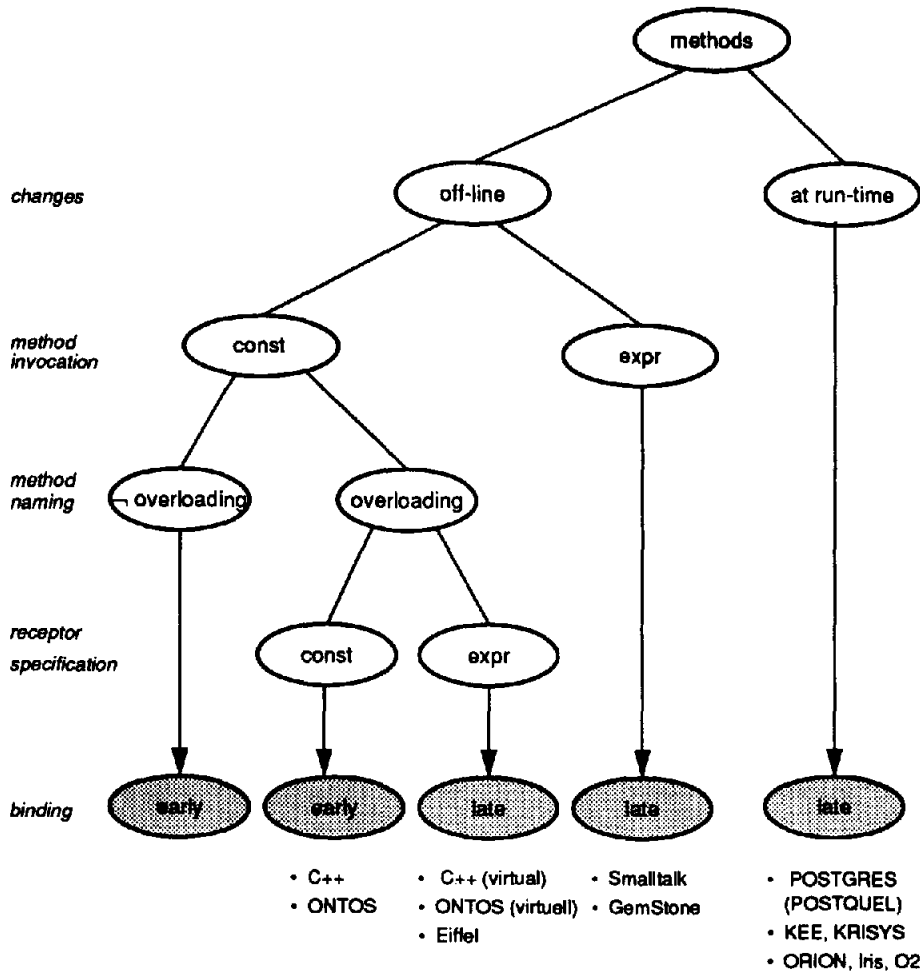 methods
changes
off-line
at run-time
method
invocation
const
expr
method
naming
¬ overloading
overloading
receptor
specification
const
expr
binding
early
early
late
late
late
• C++
• ONTOS
• C++ (virtual)
• ONTOS (virtuell)
• Eiffel
• Smalltalk
• GemStone
• POSTGRES
(POSTQUEL)
• KEE, KRISYS
• ORION, Iris, O2